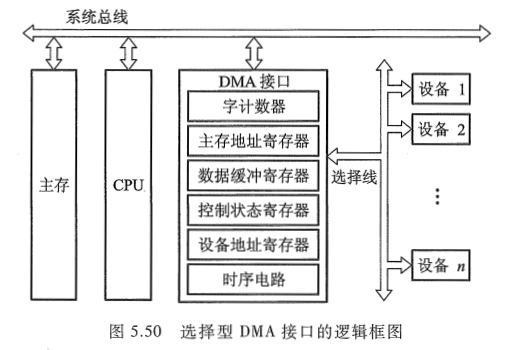 系统总线
主存
CPU
DMA 接口
字计数器
主存地址寄存器
数据缓冲寄存器
控制状态寄存器
设备地址寄存器
时序电路
选择线
设备 1
设备 2
⋮
设备 n
图 5.50 选择型 DMA 接口的逻辑框图